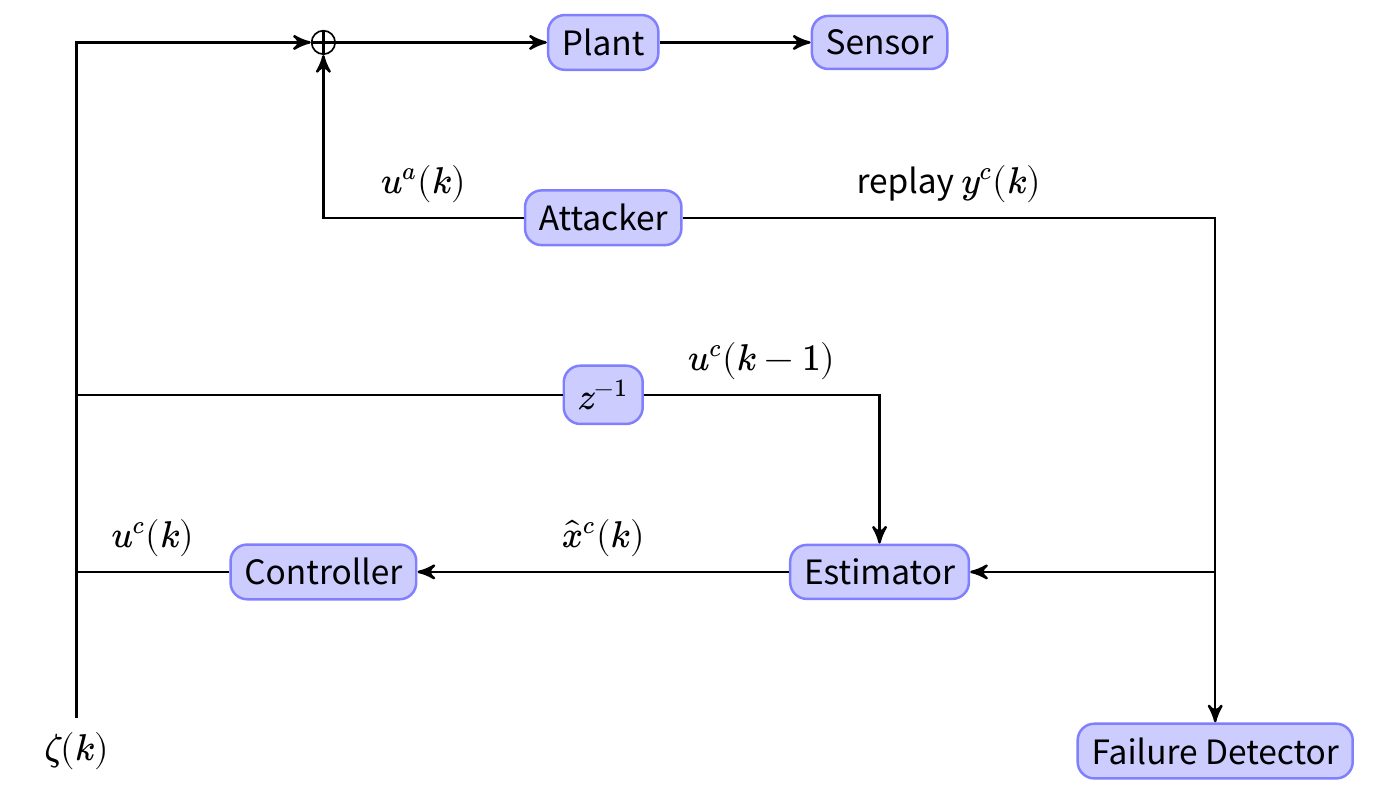 Plant
Sensor
u^a(k)
replay y^c(k)
Attacker
u^c(k − 1)
z^{−1}
u^c(k)
x̂^c(k)
Controller
Estimator
ζ(k)
Failure Detector